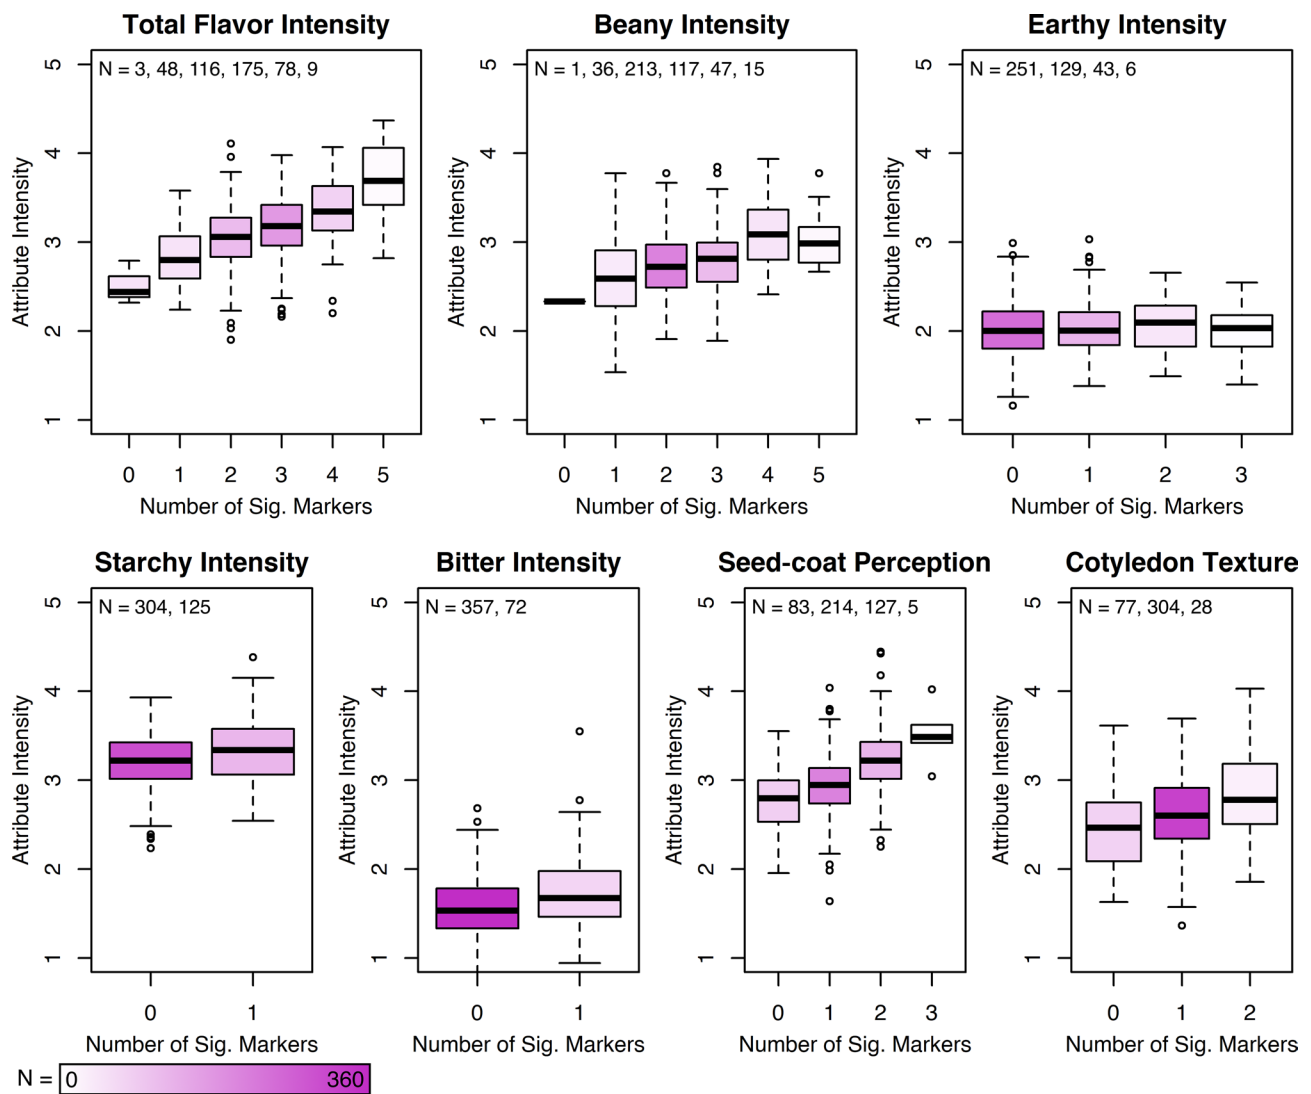 Total Flavor Intensity
N = 3, 48, 116, 175, 78, 9
Attribute Intensity
5
4
3
2
1
0 1 2 3 4 5
Number of Sig. Markers
Beany Intensity
N = 1, 36, 213, 117, 47, 15
Attribute Intensity
5
4
3
2
1
0 1 2 3 4 5
Number of Sig. Markers
Earthy Intensity
N = 251, 129, 43, 6
Attribute Intensity
5
4
3
2
1
0 1 2 3
Number of Sig. Markers
Starchy Intensity
N = 304, 125
Attribute Intensity
5
4
3
2
1
0 1
Number of Sig. Markers
Bitter Intensity
N = 357, 72
Attribute Intensity
5
4
3
2
1
0 1
Number of Sig. Markers
Seed-coat Perception
N = 83, 214, 127, 5
Attribute Intensity
5
4
3
2
1
0 1 2 3
Number of Sig. Markers
Cotyledon Texture
N = 77, 304, 28
Attribute Intensity
5
4
3
2
1
0 1 2
Number of Sig. Markers
N = 0 360